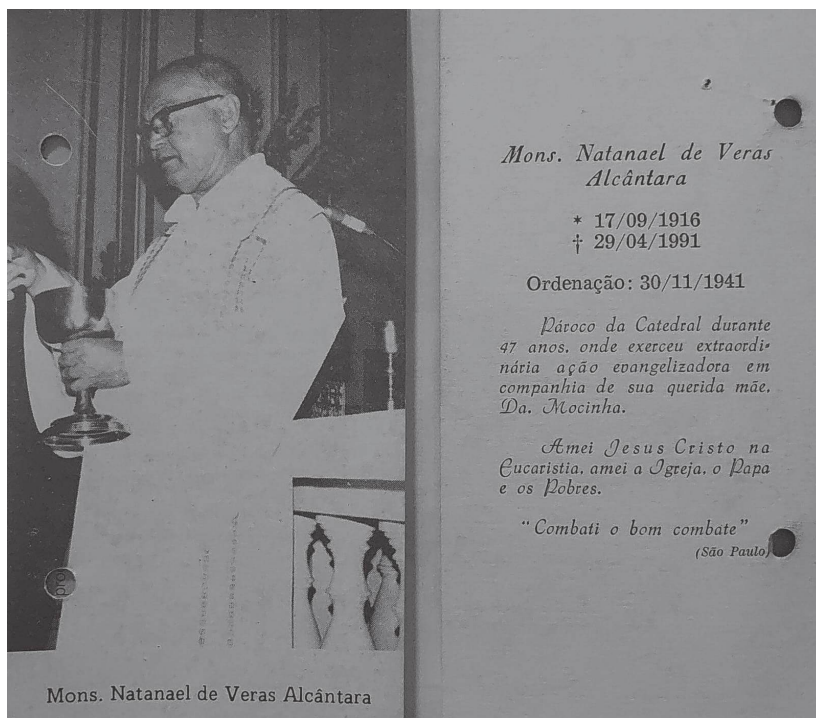 Mons. Natanael de Veras Alcântara
Mons. Natanael de Veras
Alcântara
* 17/09/1916
† 29/04/1991
Ordenação: 30/11/1941
Pároco da Catedral durante
47 anos, onde exerceu extraordi-
nária ação evangelizadora em
companhia de sua querida mãe,
Da. Mocinha.
Amei Jesus Cristo na
Eucaristia, amei a Igreja, o Papa
e os Pobres.
"Combati o bom combate"
(São Paulo)
pro